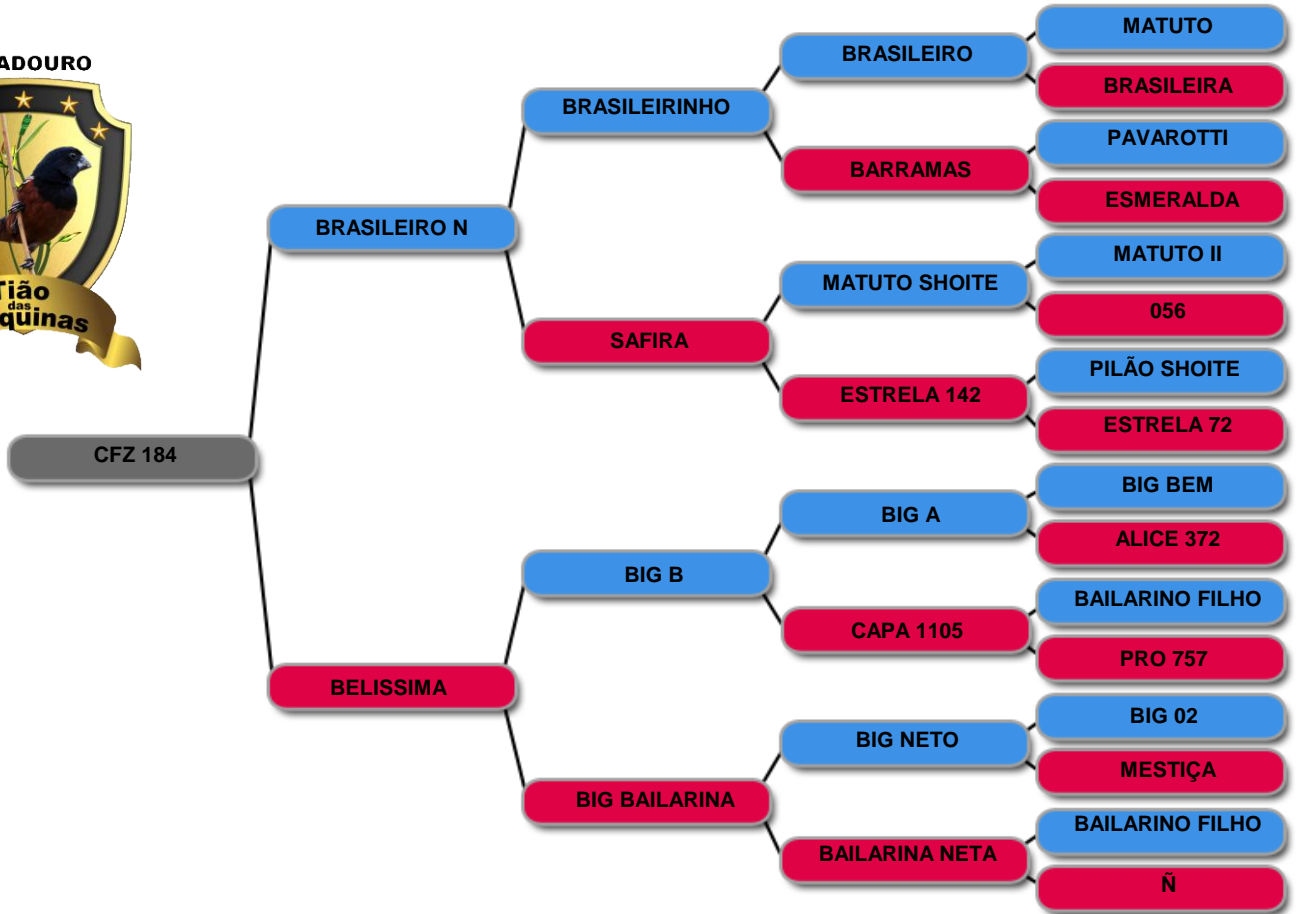 MATUTO
BRASILEIRO
BRASILEIRA
BRASILEIRINHO
PAVAROTTI
BARRAMAS
ESMERALDA
BRASILEIRO N
MATUTO II
MATUTO SHOITE
056
SAFIRA
PILÃO SHOITE
ESTRELA 142
ESTRELA 72
CFZ 184
BIG BEM
BIG A
ALICE 372
BIG B
BAILARINO FILHO
CAPA 1105
PRO 757
BELISSIMA
BIG 02
BIG NETO
MESTIÇA
BIG BAILARINA
BAILARINO FILHO
BAILARINA NETA
Ñ
ADOURO
Tião
das
quinas